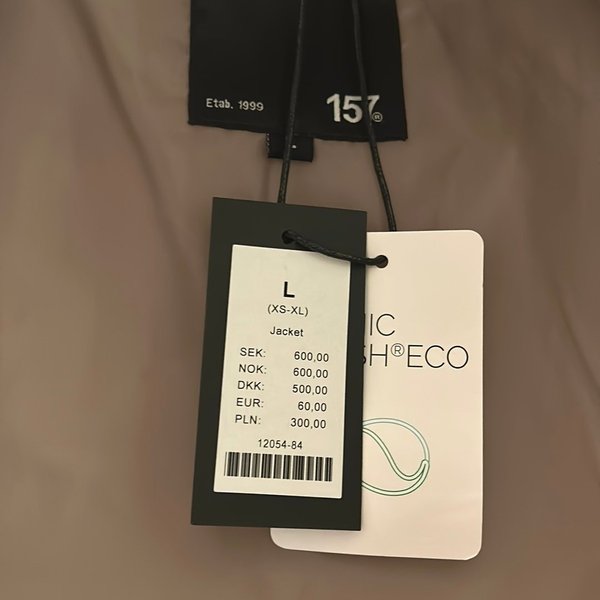 Etab. 1999
157®
L
(XS-XL)
Jacket
SEK: 600,00
NOK: 600,00
DKK: 500,00
EUR: 60,00
PLN: 300,00
12054-84
ECO